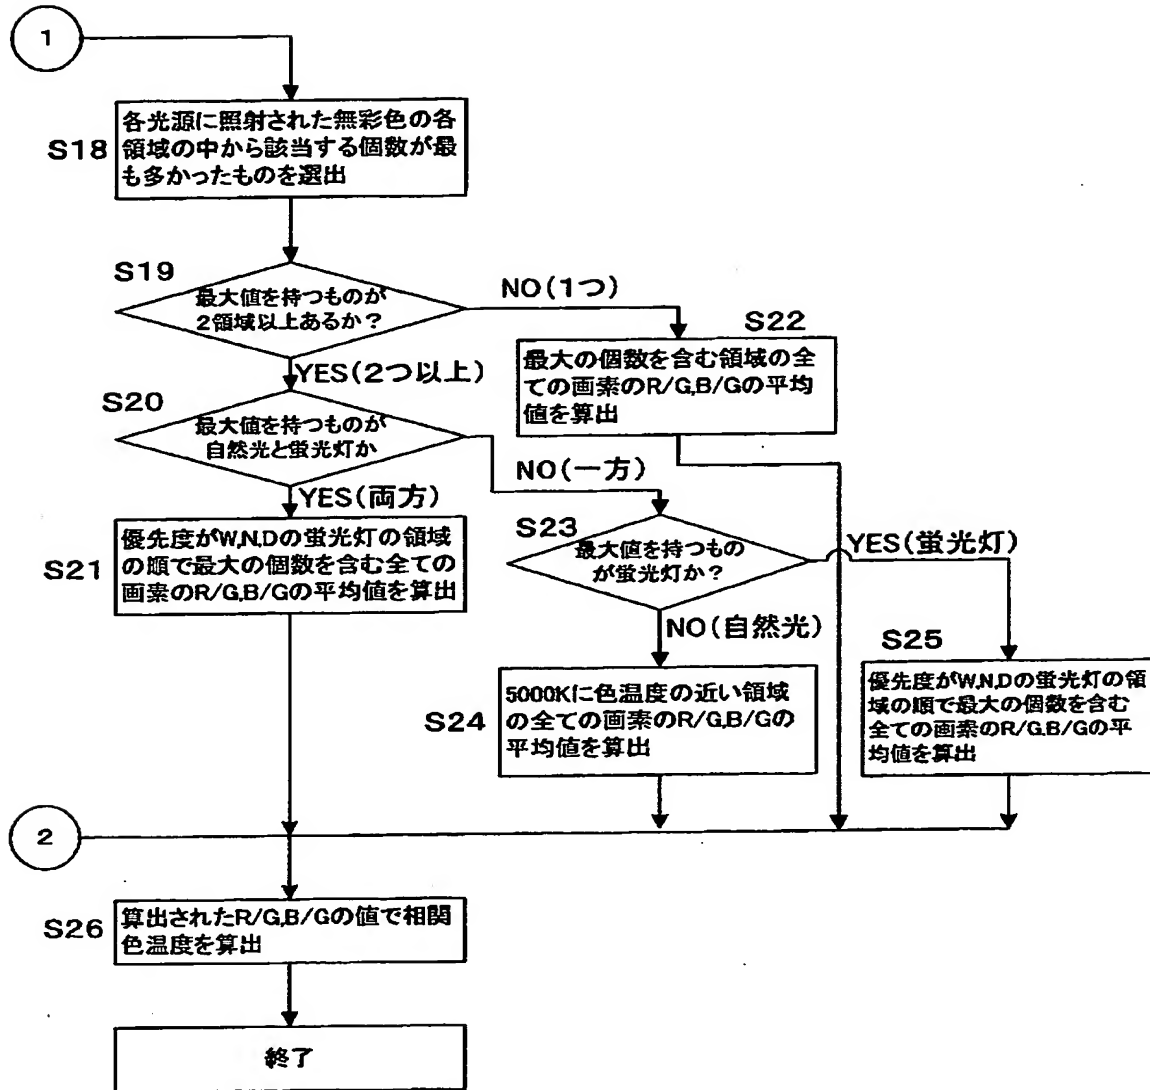 1
S18
各光源に照射された無彩色の各
領域の中から該当する個数が最
も多かったものを選出
S19
最大値を持つものが
2領域以上あるか？
NO(1つ)
YES(2つ以上)
S22
最大の個数を含む領域の全
ての画素のR/G,B/Gの平均
値を算出
S20
最大値を持つものが
自然光と蛍光灯か
NO(一方)
YES(両方)
S21
優先度がW,N,Dの蛍光灯の領域
の順で最大の個数を含む全ての
画素のR/G,B/Gの平均値を算出
S23
最大値を持つもの
が蛍光灯か？
YES(蛍光灯)
NO(自然光)
S24
5000Kに色温度の近い領域
の全ての画素のR/G,B/Gの
平均値を算出
S25
優先度がW,N,Dの蛍光灯の領
域の順で最大の個数を含む
全ての画素のR/G,B/Gの平
均値を算出
2
S26
算出されたR/G,B/Gの値で相関
色温度を算出
終了